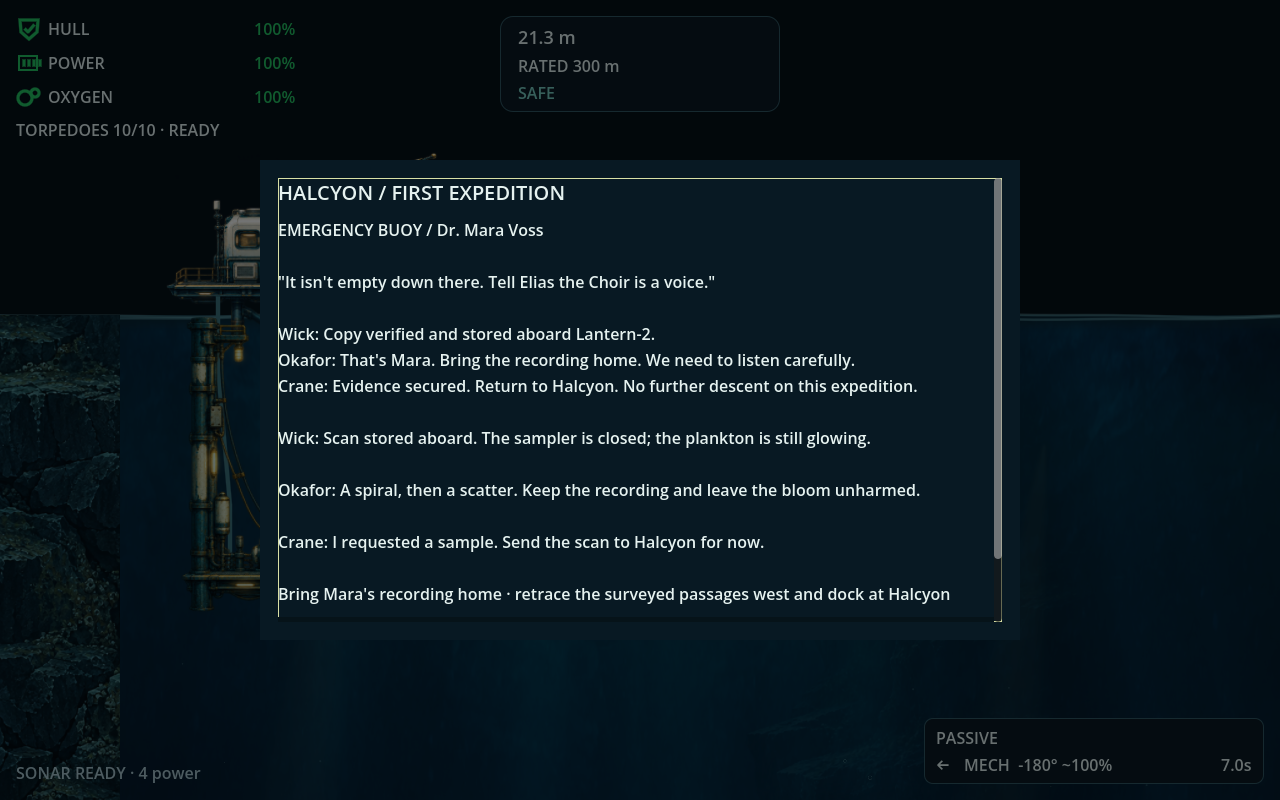 HULL 100%
POWER 100%
OXYGEN 100%
TORPEDOES 10/10 · READY
21.3 m
RATED 300 m
SAFE
HALCYON / FIRST EXPEDITION
EMERGENCY BUOY / Dr. Mara Voss
"It isn't empty down there. Tell Elias the Choir is a voice."
Wick: Copy verified and stored aboard Lantern-2.
Okafor: That's Mara. Bring the recording home. We need to listen carefully.
Crane: Evidence secured. Return to Halcyon. No further descent on this expedition.
Wick: Scan stored aboard. The sampler is closed; the plankton is still glowing.
Okafor: A spiral, then a scatter. Keep the recording and leave the bloom unharmed.
Crane: I requested a sample. Send the scan to Halcyon for now.
Bring Mara's recording home · retrace the surveyed passages west and dock at Halcyon
SONAR READY · 4 power
PASSIVE
← MECH -180° ~100% 7.0s